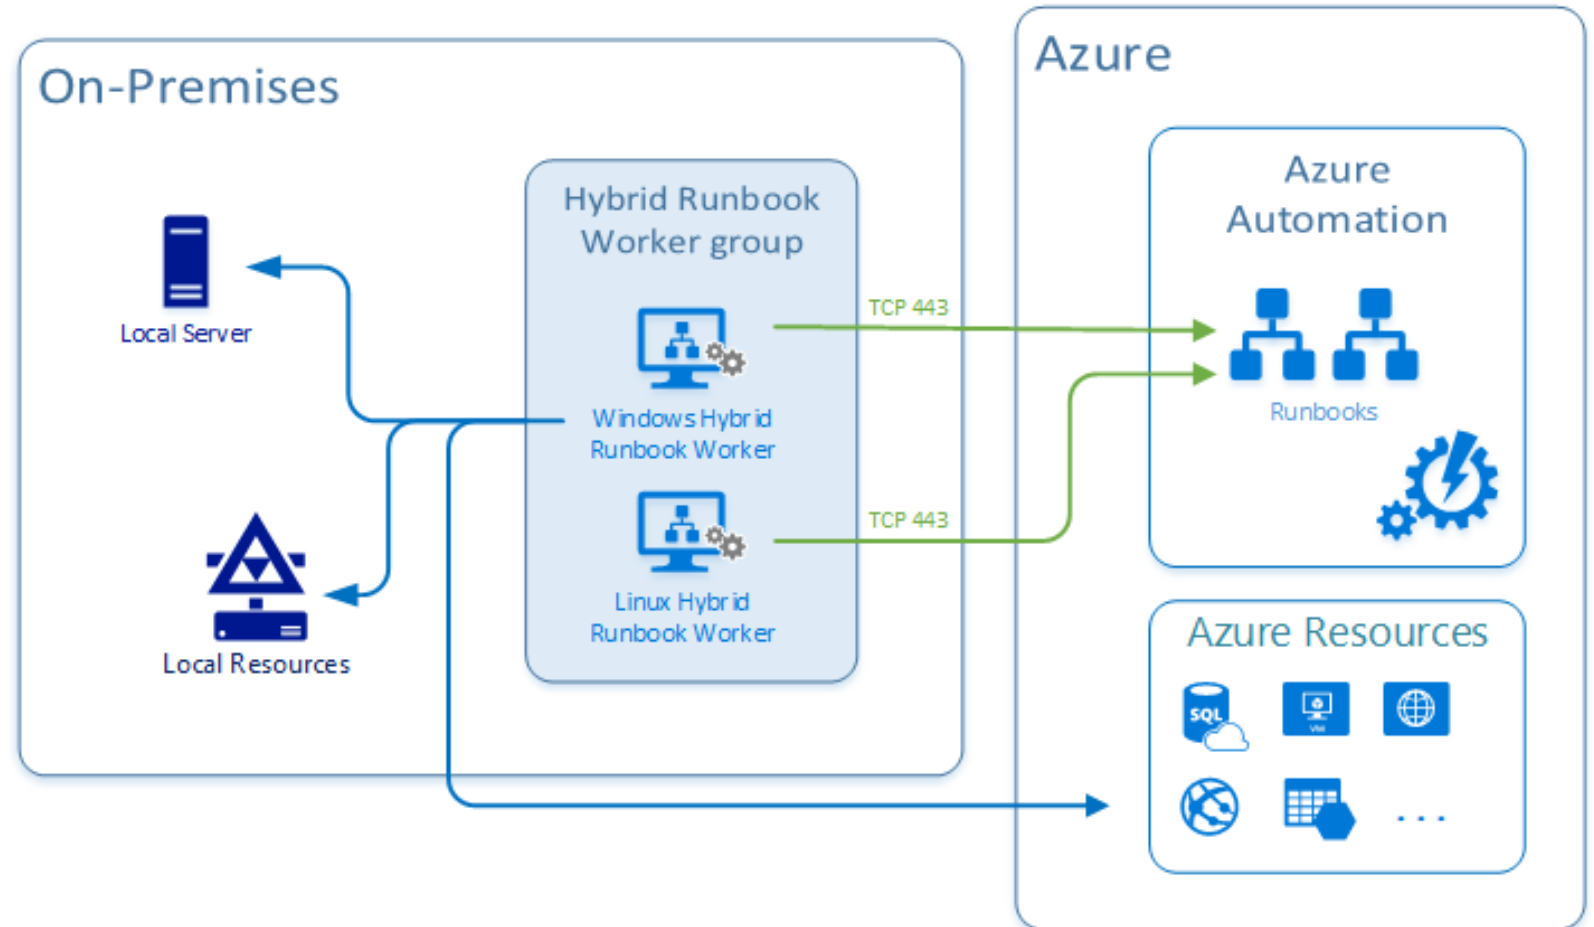 On-Premises
Local Server
Local Resources
Hybrid Runbook
Worker group
Windows Hybrid
Runbook Worker
Linux Hybrid
Runbook Worker
TCP 443
TCP 443
Azure
Azure
Automation
Runbooks
Azure Resources
SQL
VM
...